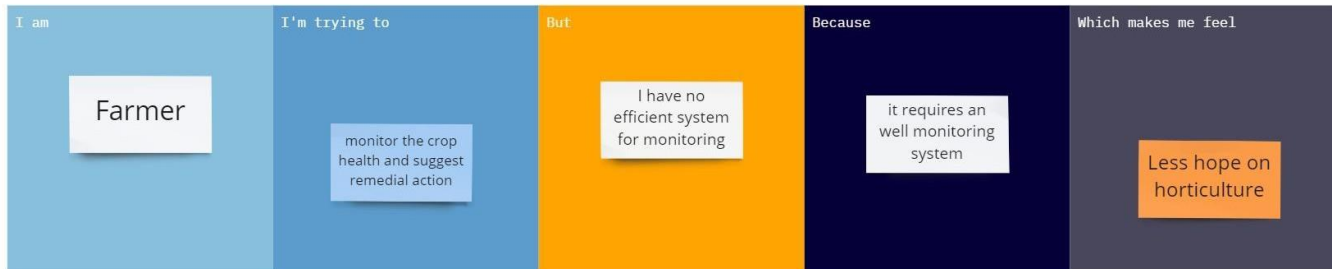 I am
Farmer
I'm trying to
monitor the crop
health and suggest
remedial action
But
I have no
efficient system
for monitoring
Because
it requires an
well monitoring
system
Which makes me feel
Less hope on
horticulture